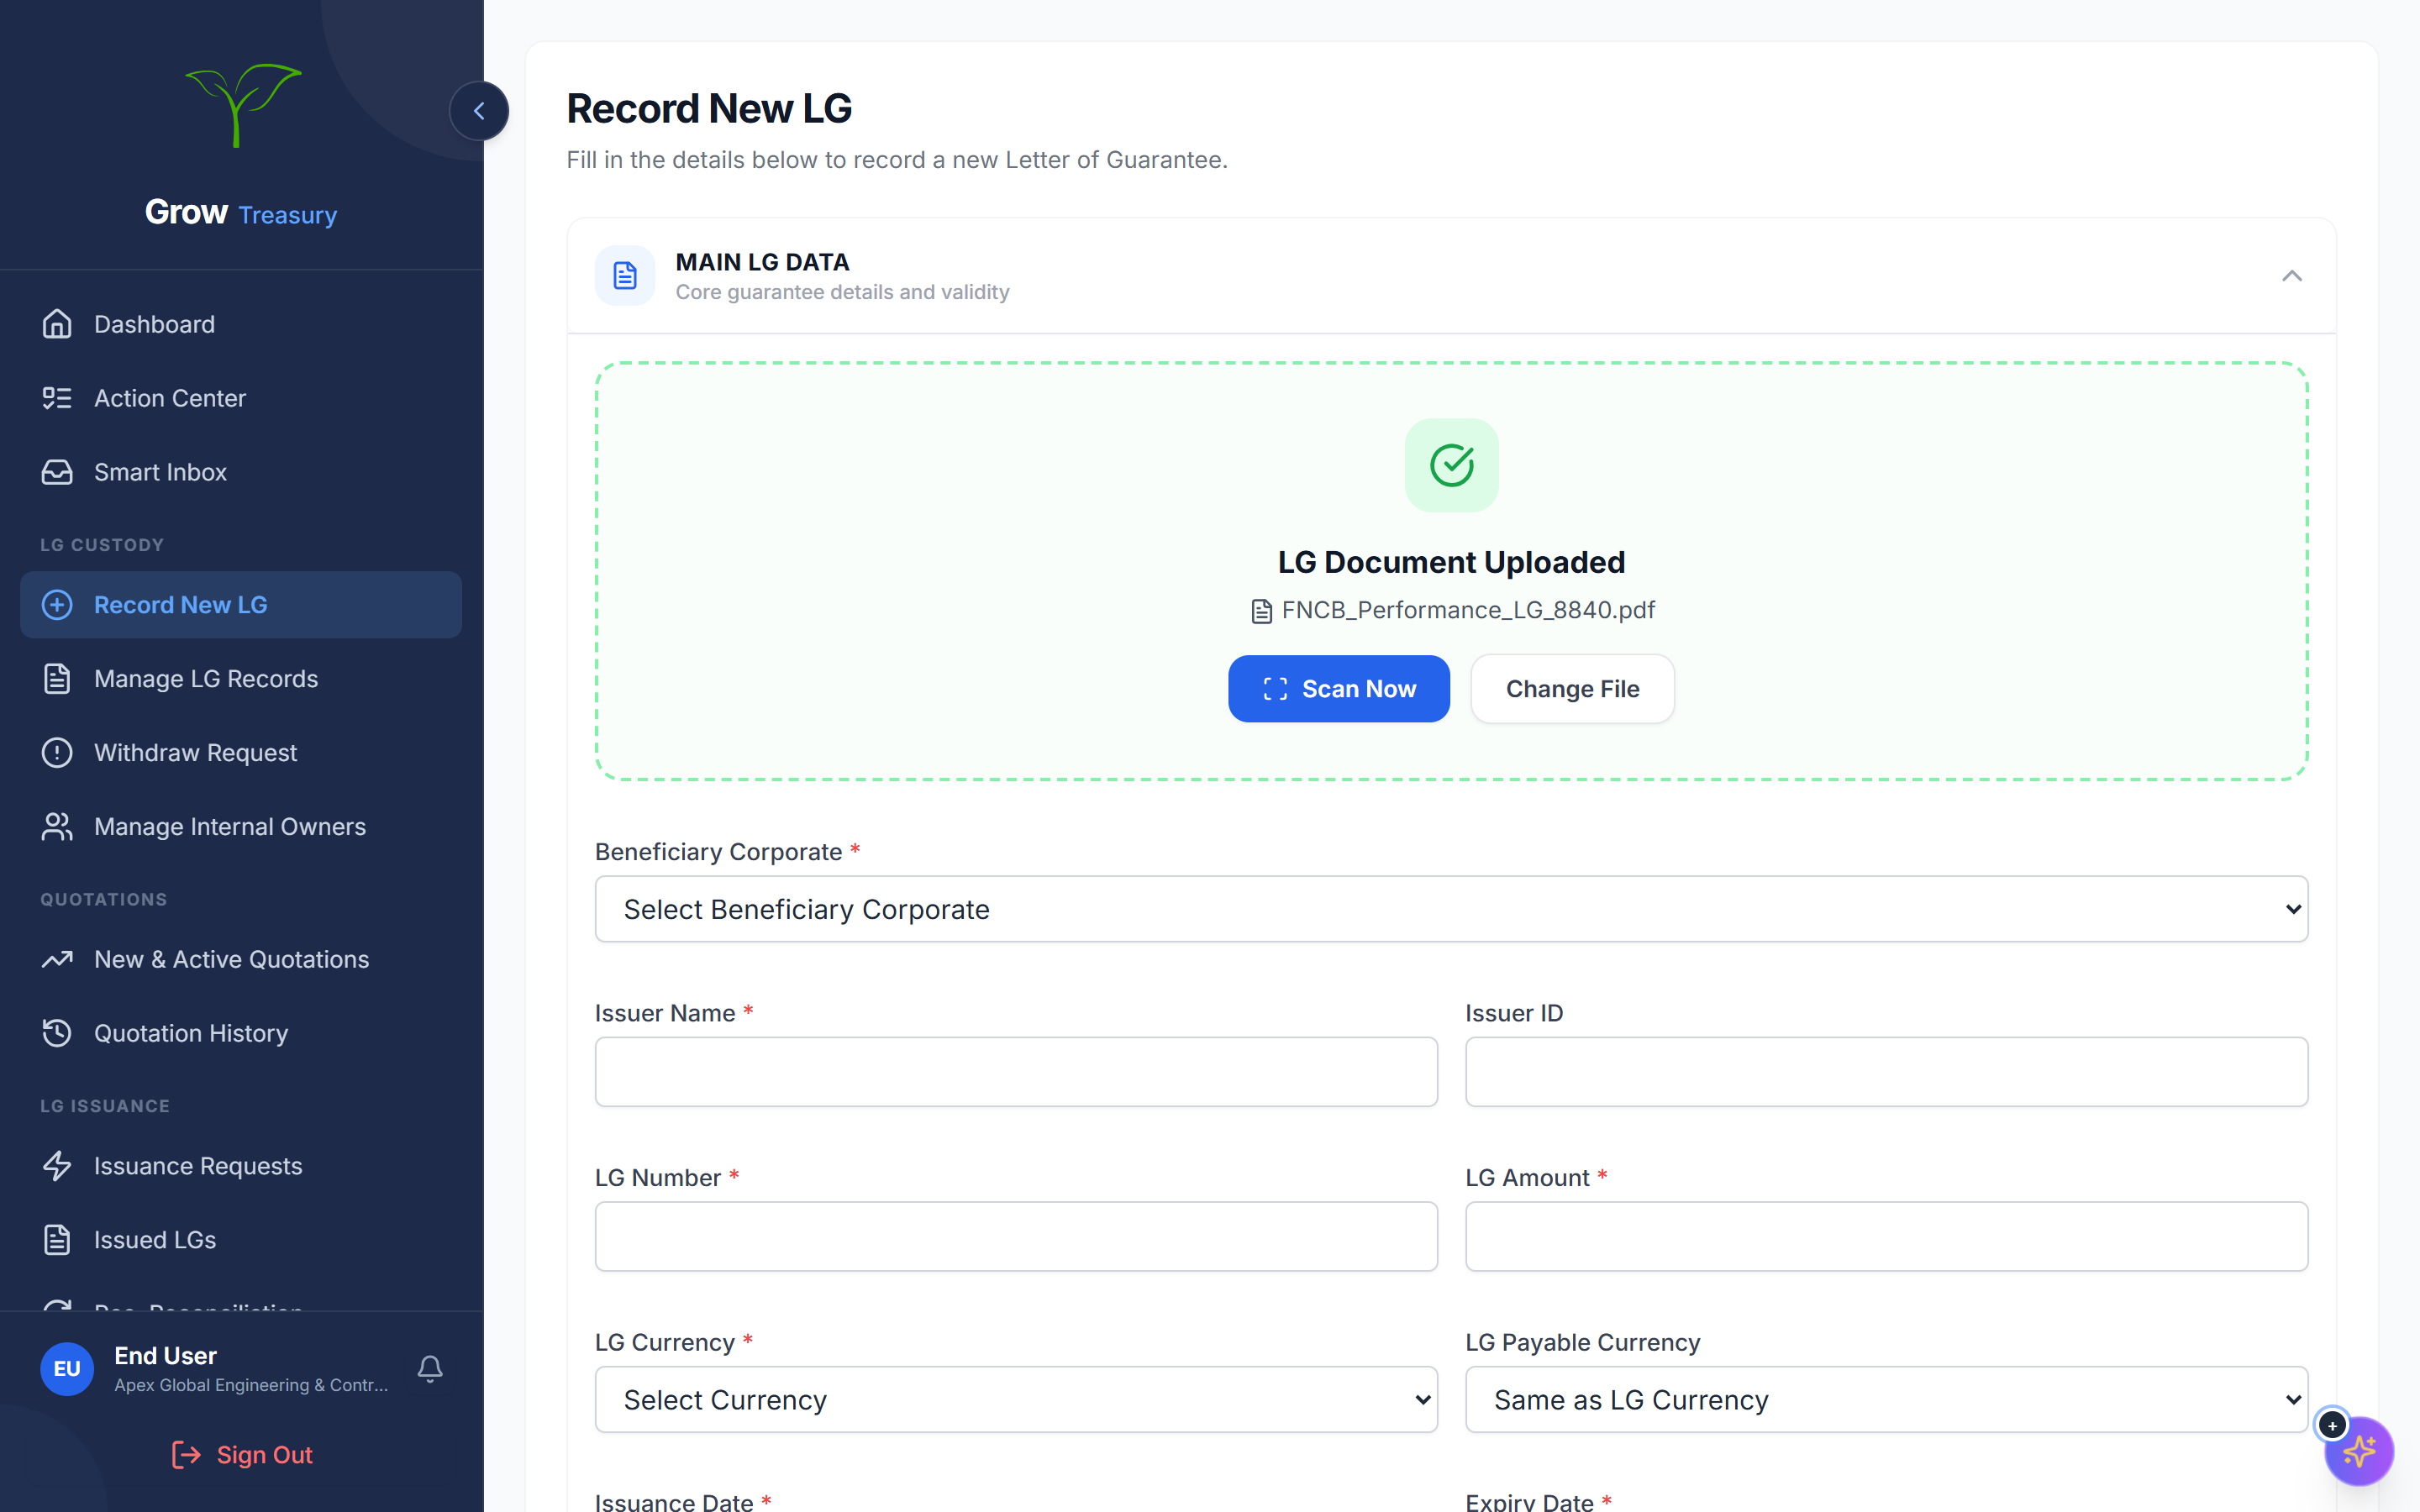 Grow Treasury
Dashboard
Action Center
Smart Inbox
LG CUSTODY
Record New LG
Manage LG Records
Withdraw Request
Manage Internal Owners
QUOTATIONS
New & Active Quotations
Quotation History
LG ISSUANCE
Issuance Requests
Issued LGs
EU
End User
Apex Global Engineering & Contr...
Sign Out
Record New LG
Fill in the details below to record a new Letter of Guarantee.
MAIN LG DATA
Core guarantee details and validity
LG Document Uploaded
FNCB_Performance_LG_8840.pdf
Scan Now
Change File
Beneficiary Corporate *
Select Beneficiary Corporate
Issuer Name *
Issuer ID
LG Number *
LG Amount *
LG Currency *
LG Payable Currency
Select Currency
Same as LG Currency
Issuance Date *
Expiry Date *